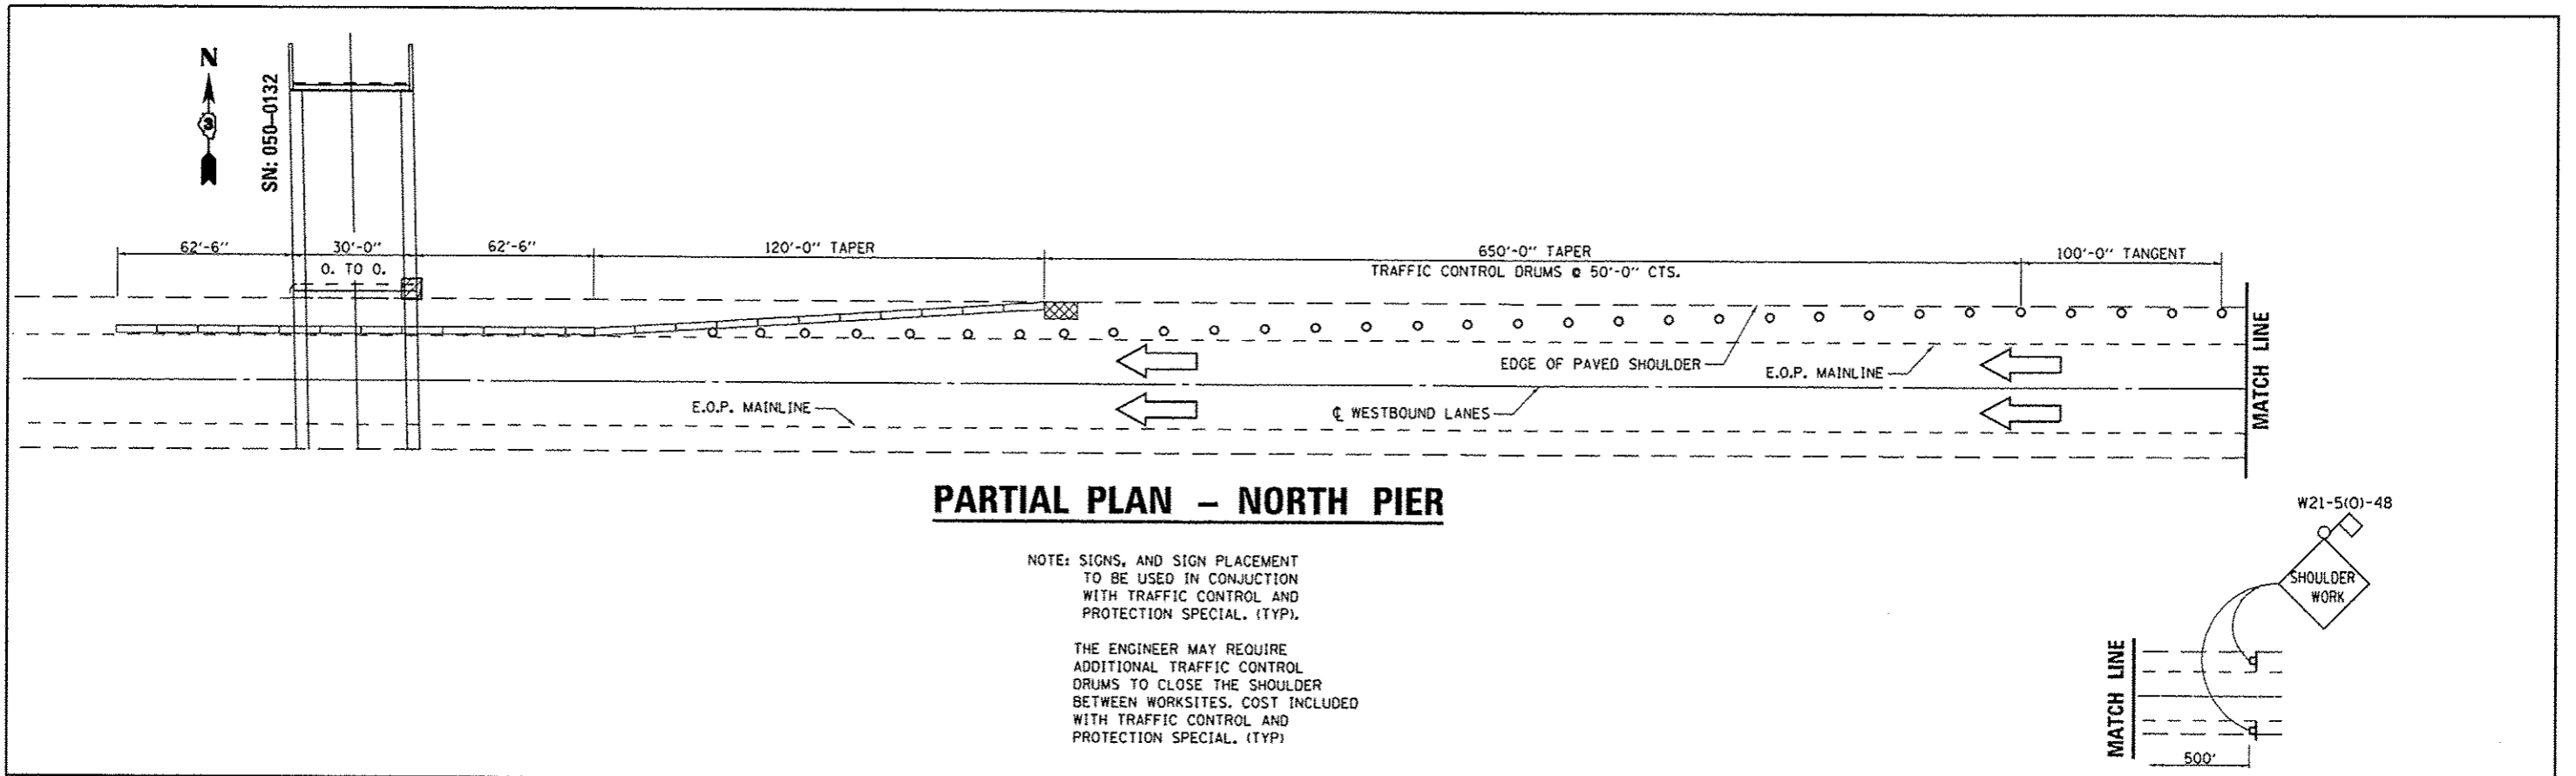 N
3
SN: 050-0132
62'-6"
30'-0"
O. TO O.
62'-6"
120'-0" TAPER
650'-0" TAPER
TRAFFIC CONTROL DRUMS @ 50'-0" CTS.
100'-0" TANGENT
EDGE OF PAVED SHOULDER
E.O.P. MAINLINE
MATCH LINE
E.O.P. MAINLINE
℄ WESTBOUND LANES
PARTIAL PLAN – NORTH PIER
NOTE: SIGNS, AND SIGN PLACEMENT
TO BE USED IN CONJUCTION
WITH TRAFFIC CONTROL AND
PROTECTION SPECIAL. (TYP).
THE ENGINEER MAY REQUIRE
ADDITIONAL TRAFFIC CONTROL
DRUMS TO CLOSE THE SHOULDER
BETWEEN WORKSITES. COST INCLUDED
WITH TRAFFIC CONTROL AND
PROTECTION SPECIAL. (TYP)
W21-5(O)-48
SHOULDER
WORK
MATCH LINE
500'